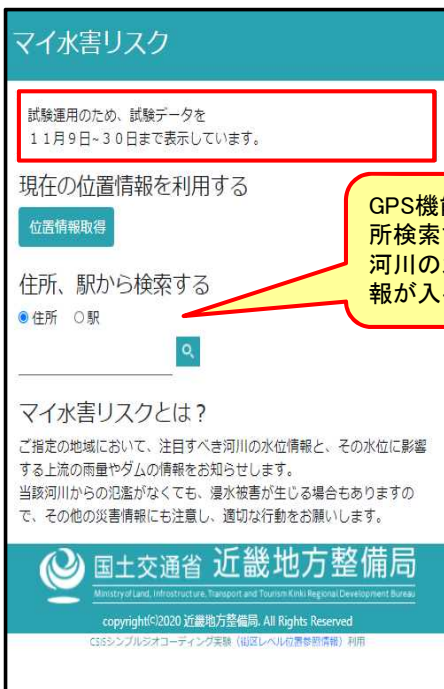 マイ水害リスク
試験運用のため、試験データを
１１月９日~３０日まで表示しています。
現在の位置情報を利用する
位置情報取得
GPS機
所検索
河川の
報が入
住所、駅から検索する
住所 駅
マイ水害リスクとは？
ご指定の地域において、注目すべき河川の水位情報と、その水位に影響
する上流の雨量やダムの情報をお知らせします。
当該河川からの氾濫がなくても、浸水被害が生じる場合もありますの
で、その他の災害情報にも注意し、適切な行動をお願いします。
国土交通省 近畿地方整備局
Ministry of Land, Infrastructure, Transport and Tourism Kinki Regional Development Bureau
copyright(c)2020 近畿地方整備局. All Rights Reserved
CSISシンプルジオコーディング実験（街区レベル位置参照情報）利用